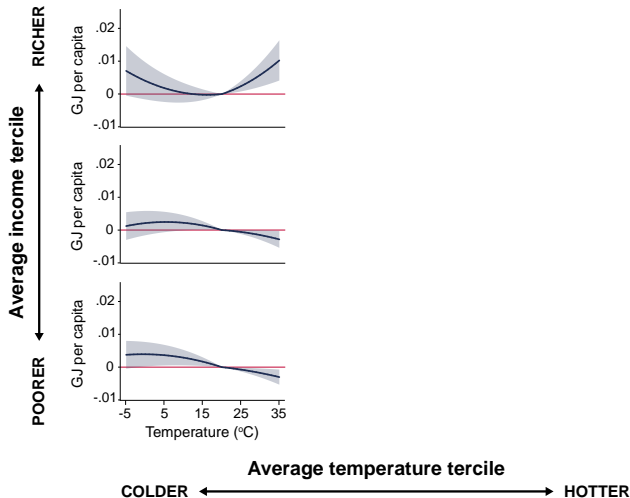 RICHER
Average income tercile
POORER
GJ per capita
.02
.01
0
-.01
GJ per capita
.02
.01
0
-.01
GJ per capita
.02
.01
0
-.01
-5 5 15 25 35
Temperature (°C)
Average temperature tercile
COLDER HOTTER